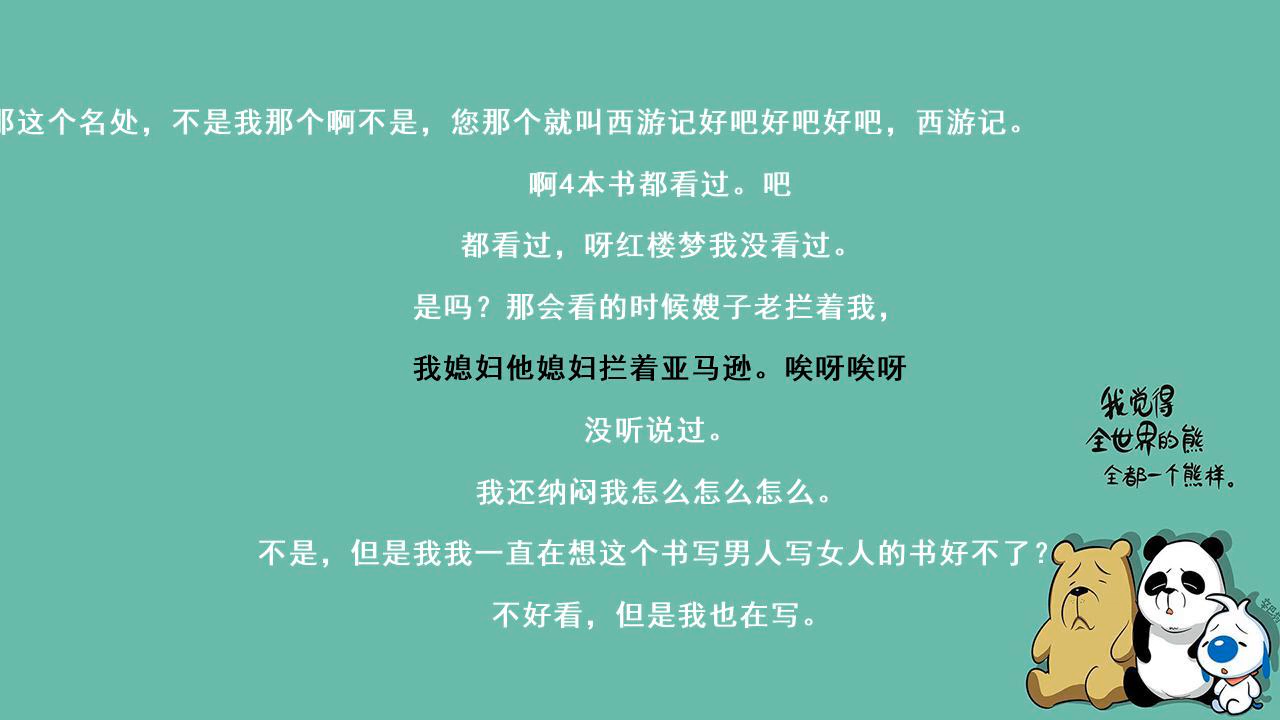 那这个名处，不是我那个啊不是，您那个就叫西游记好吧好吧好吧，西游记。
啊4本书都看过。吧
都看过，呀红楼梦我没看过。
是吗？那会看的时候嫂子老拦着我，
我媳妇他媳妇拦着亚马逊。唉呀唉呀
没听说过。
我还纳闷我怎么怎么怎么。
不是，但是我我一直在想这个书写男人写女人的书好不了？
不好看，但是我也在写。
我觉得
全世界的熊
全都一个熊样。